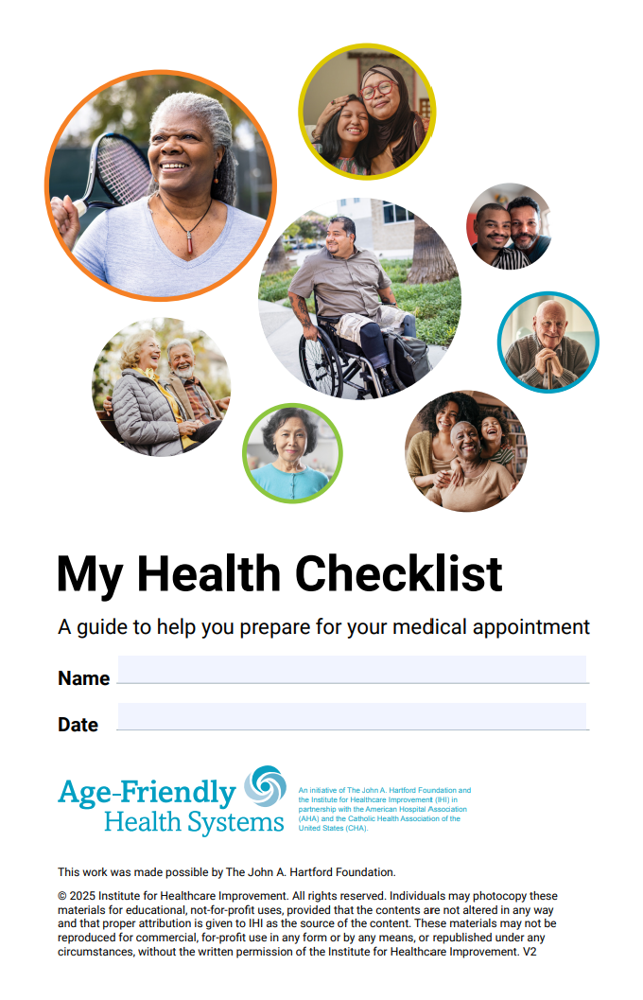 My Health Checklist
A guide to help you prepare for your medical appointment
Name
Date
Age-Friendly
Health Systems
An initiative of The John A. Hartford Foundation and
the Institute for Healthcare Improvement (IHI) in
partnership with the American Hospital Association
(AHA) and the Catholic Health Association of the
United States (CHA).
This work was made possible by The John A. Hartford Foundation.
© 2025 Institute for Healthcare Improvement. All rights reserved. Individuals may photocopy these
materials for educational, not-for-profit uses, provided that the contents are not altered in any way
and that proper attribution is given to IHI as the source of the content. These materials may not be
reproduced for commercial, for-profit use in any form or by any means, or republished under any
circumstances, without the written permission of the Institute for Healthcare Improvement. V2